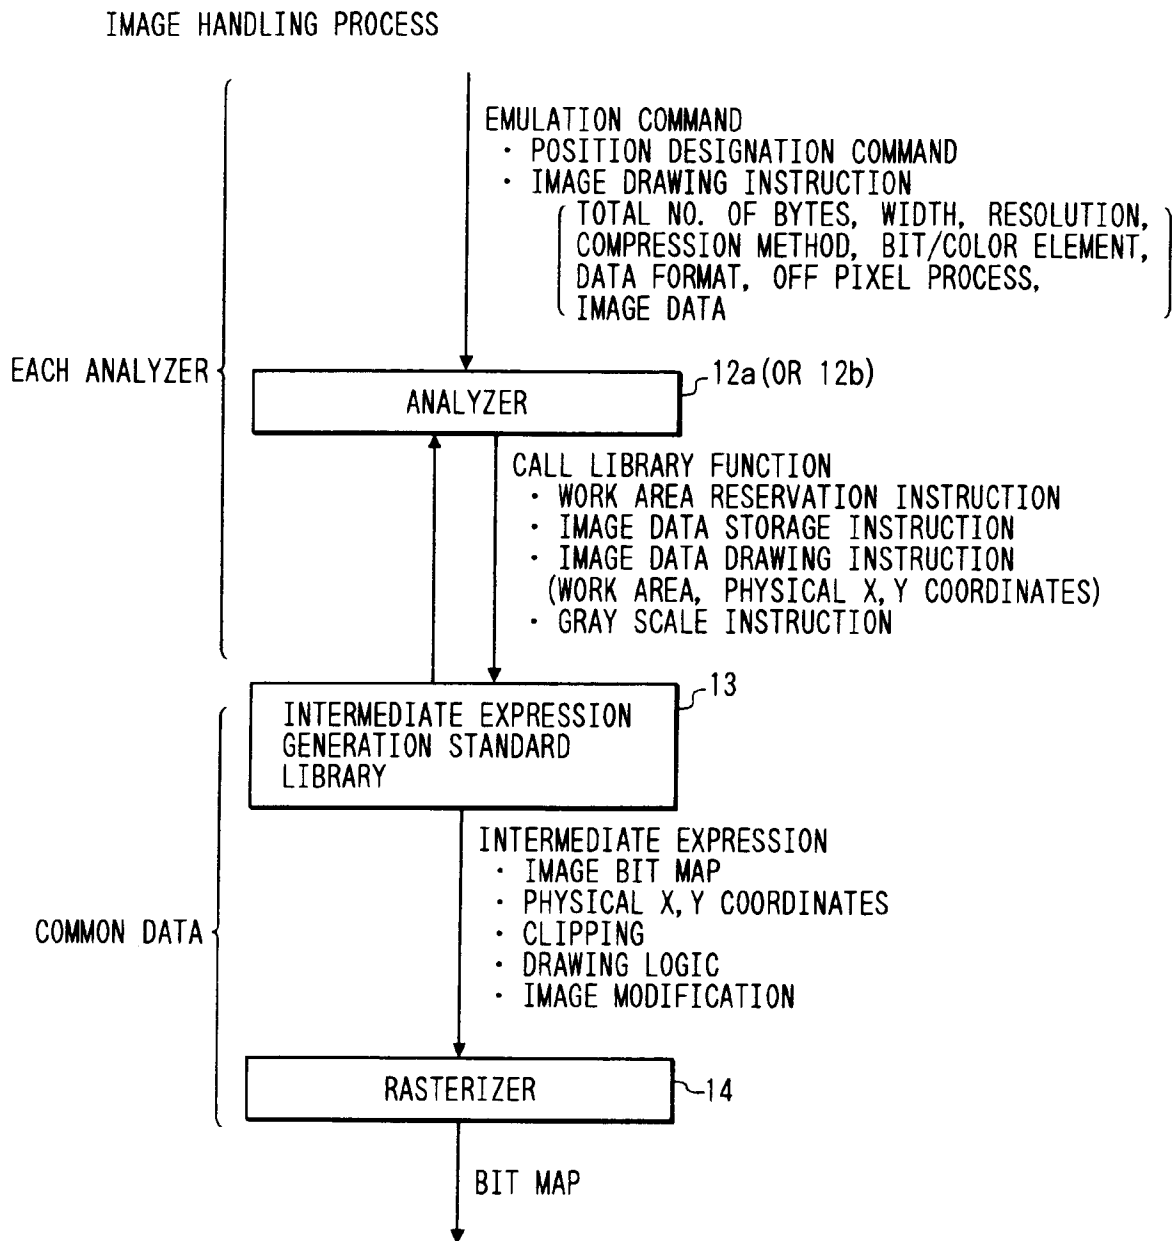 IMAGE HANDLING PROCESS
EMULATION COMMAND
· POSITION DESIGNATION COMMAND
· IMAGE DRAWING INSTRUCTION
TOTAL NO. OF BYTES, WIDTH, RESOLUTION,
COMPRESSION METHOD, BIT/COLOR ELEMENT,
DATA FORMAT, OFF PIXEL PROCESS,
IMAGE DATA
EACH ANALYZER
12a(OR 12b)
ANALYZER
CALL LIBRARY FUNCTION
· WORK AREA RESERVATION INSTRUCTION
· IMAGE DATA STORAGE INSTRUCTION
· IMAGE DATA DRAWING INSTRUCTION
(WORK AREA, PHYSICAL X,Y COORDINATES)
· GRAY SCALE INSTRUCTION
13
INTERMEDIATE EXPRESSION
GENERATION STANDARD
LIBRARY
INTERMEDIATE EXPRESSION
· IMAGE BIT MAP
· PHYSICAL X,Y COORDINATES
· CLIPPING
· DRAWING LOGIC
· IMAGE MODIFICATION
COMMON DATA
RASTERIZER
14
BIT MAP